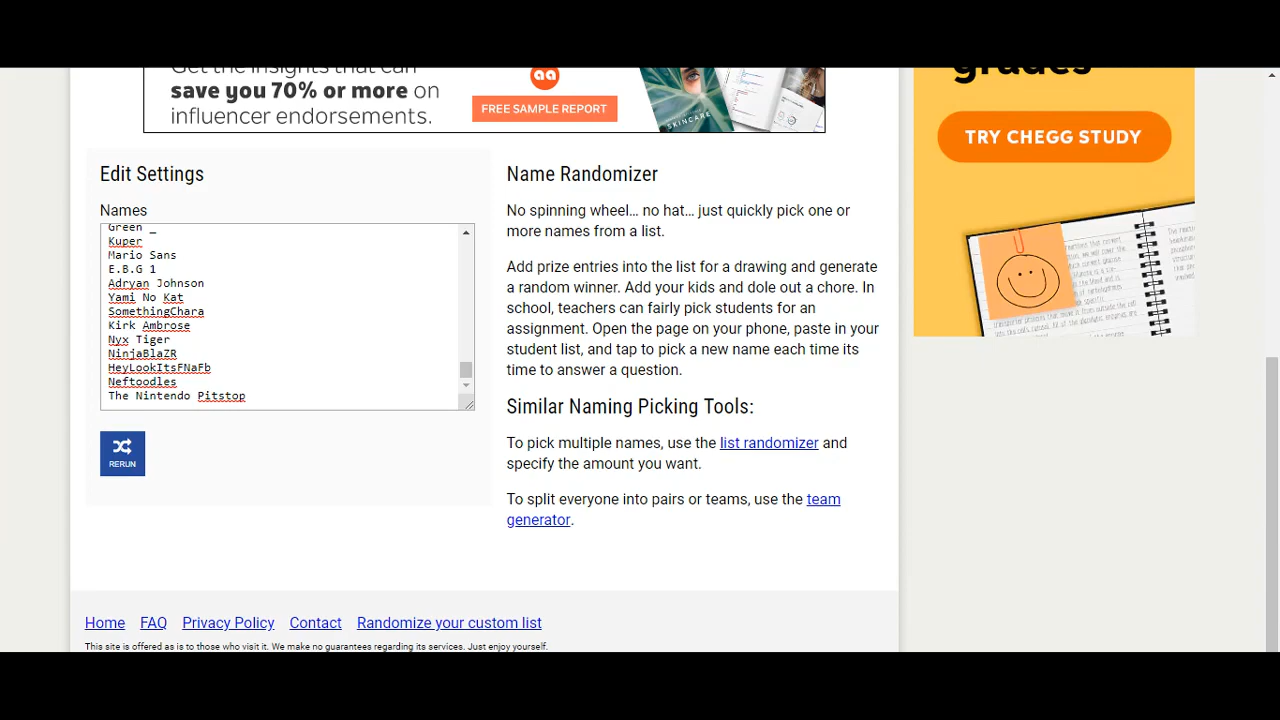 Get the insights that can
save you 70% or more on
influencer endorsements.
aa
FREE SAMPLE REPORT
SKINCARE
grades
TRY CHEGG STUDY
Edit Settings
Names
Green _
Kuper
Mario Sans
E.B.G 1
Adryan Johnson
Yami No Kat
SomethingChara
Kirk Ambrose
Nyx Tiger
NinjaBlaZR
HeyLookItsFNaFb
Neftoodles
The Nintendo Pitstop
RERUN
Name Randomizer
No spinning wheel… no hat… just quickly pick one or
more names from a list.
Add prize entries into the list for a drawing and generate
a random winner. Add your kids and dole out a chore. In
school, teachers can fairly pick students for an
assignment. Open the page on your phone, paste in your
student list, and tap to pick a new name each time its
time to answer a question.
Similar Naming Picking Tools:
To pick multiple names, use the list randomizer and
specify the amount you want.
To split everyone into pairs or teams, use the team
generator.
Home FAQ Privacy Policy Contact Randomize your custom list
This site is offered as is to those who visit it. We make no guarantees regarding its services. Just enjoy yourself.